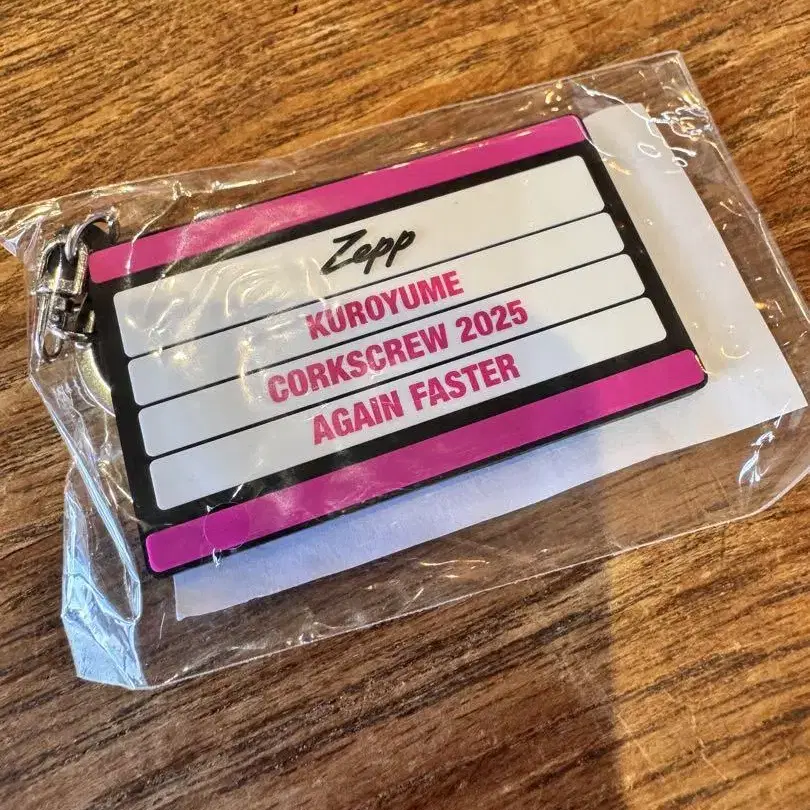 Zepp
KUROYUME
CORKSCREW 2025
AGAIN FASTER